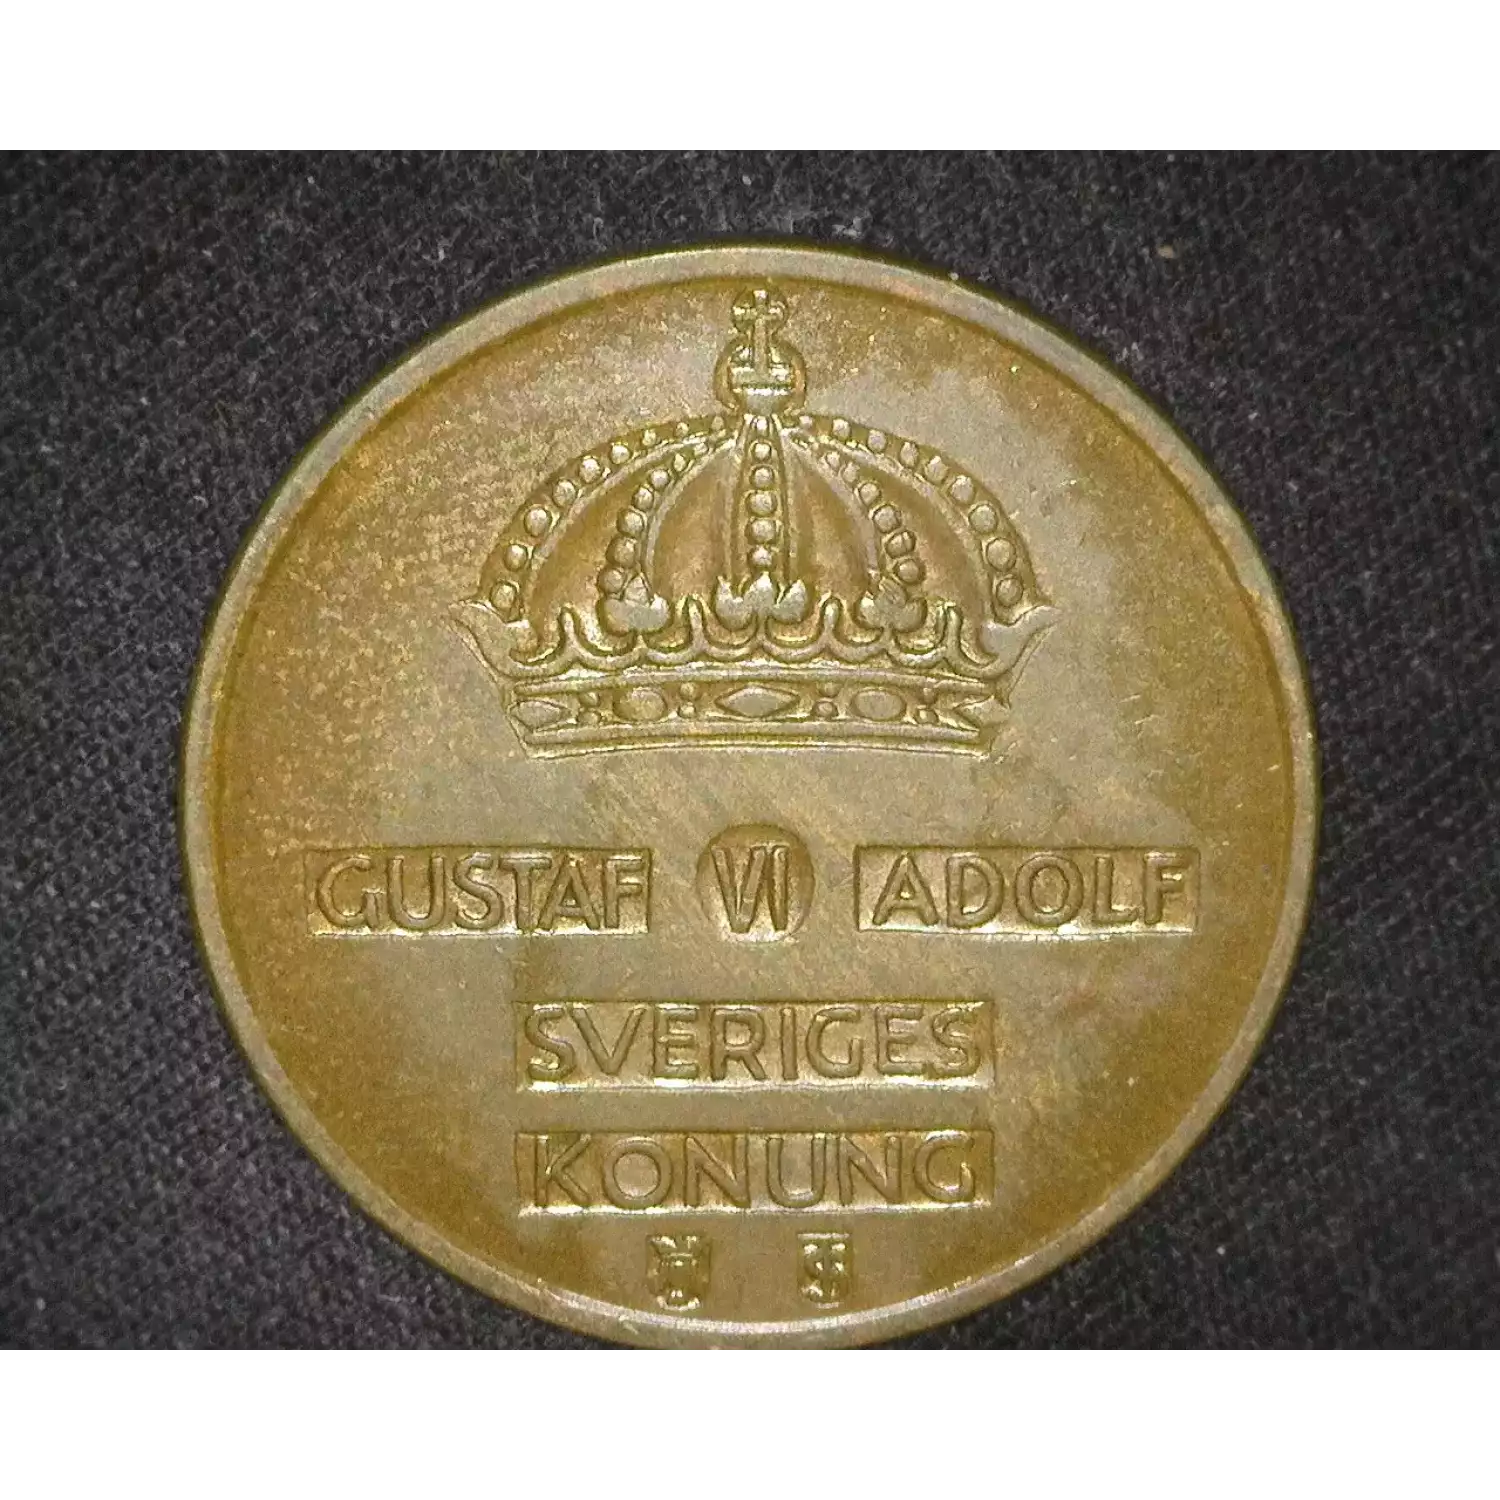 GUSTAF VI ADOLF
SVERIGES
KONUNG